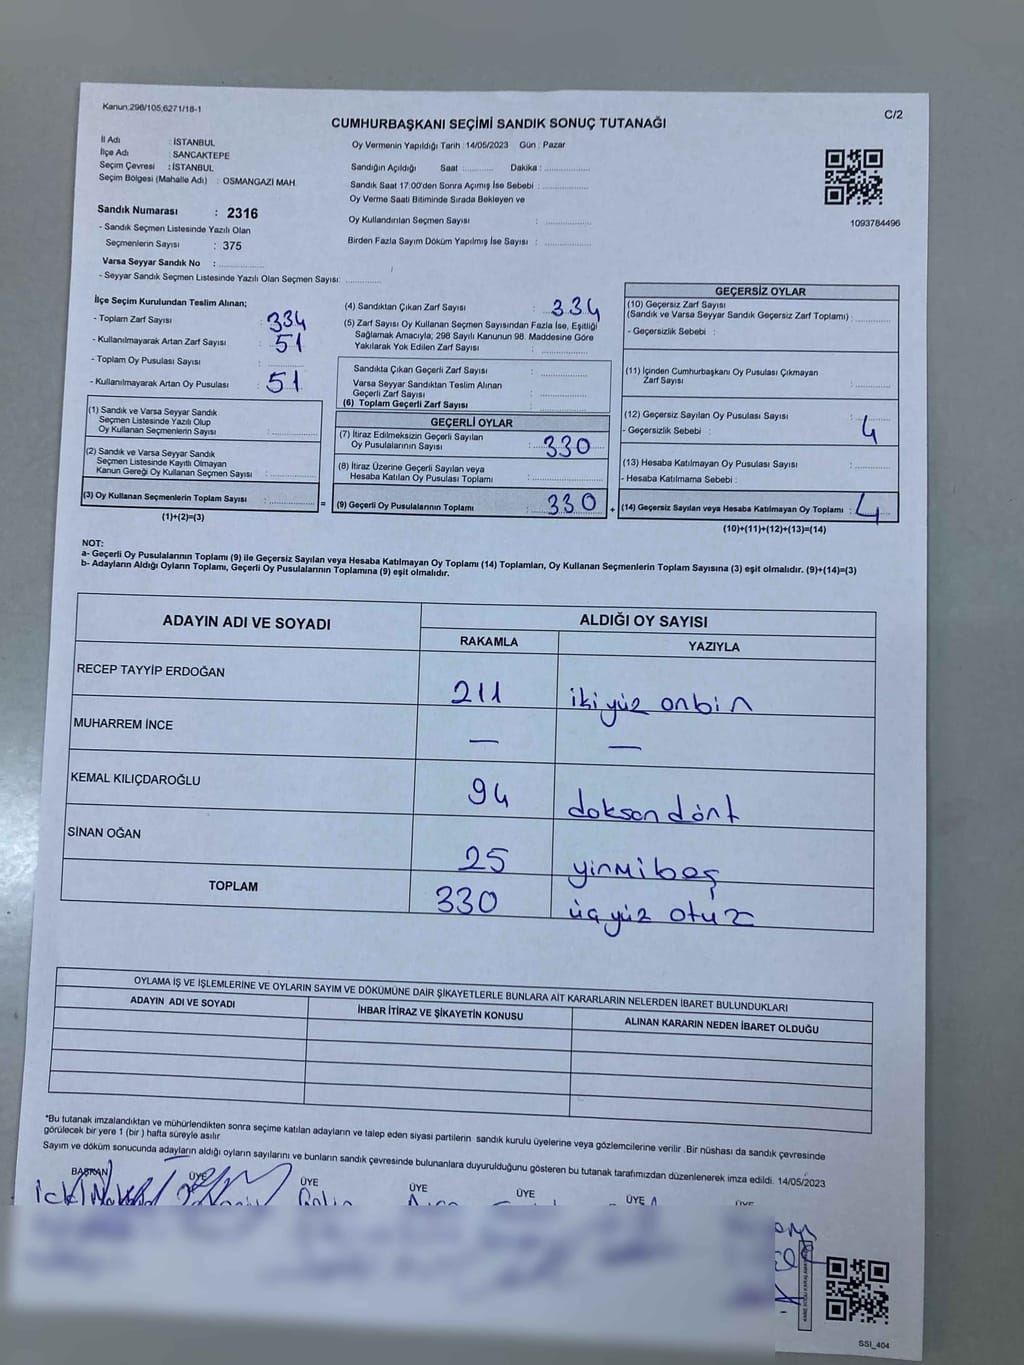 Kanun:298/105,6271/18-1
C/2
CUMHURBAŞKANI SEÇİMİ SANDIK SONUÇ TUTANAĞI
İl Adı : İSTANBUL
İlçe Adı : SANCAKTEPE
Seçim Çevresi : İSTANBUL
Seçim Bölgesi (Mahalle Adı) : OSMANGAZI MAH.
Sandık Numarası : 2316
- Sandık Seçmen Listesinde Yazılı Olan
Seçmenlerin Sayısı : 375
Varsa Seyyar Sandık No : ............
- Seyyar Sandık Seçmen Listesinde Yazılı Olan Seçmen Sayısı: ............
Oy Vermenin Yapıldığı Tarih :14/05/2023 Gün : Pazar
Sandığın Açıldığı Saat ............ Dakika : ............
Sandık Saat 17:00'den Sonra Açımış İse Sebebi : ............
Oy Verme Saati Bitiminde Sırada Bekleyen ve
Oy Kullandırılan Seçmen Sayısı : ............
Birden Fazla Sayım Döküm Yapılmış İse Sayısı : ............
1093784496
İlçe Seçim Kurulundan Teslim Alınan;
- Toplam Zarf Sayısı : 334
- Kullanılmayarak Artan Zarf Sayısı : 51
- Toplam Oy Pusulası Sayısı : ............
- Kullanılmayarak Artan Oy Pusulası : 51
(1) Sandık ve Varsa Seyyar Sandık
Seçmen Listesinde Yazılı Olup
Oy Kullanan Seçmenlerin Sayısı : ............
(2) Sandık ve Varsa Seyyar Sandık
Seçmen Listesinde Kayıtlı Olmayan
Kanun Gereği Oy Kullanan Seçmen Sayısı : ............
(3) Oy Kullanan Seçmenlerin Toplam Sayısı : ............ =
(1)+(2)=(3)
(4) Sandıktan Çıkan Zarf Sayısı : 334
(5) Zarf Sayısı Oy Kullanan Seçmen Sayısından Fazla İse, Eşitliği
Sağlamak Amacıyla; 298 Sayılı Kanunun 98. Maddesine Göre
Yakılarak Yok Edilen Zarf Sayısı : ............
Sandıkta Çıkan Geçerli Zarf Sayısı : ............
Varsa Seyyar Sandıktan Teslim Alınan
Geçerli Zarf Sayısı : ............
(6) Toplam Geçerli Zarf Sayısı : ............
GEÇERLİ OYLAR
(7) İtiraz Edilmeksizin Geçerli Sayılan
Oy Pusulalarının Sayısı : 330
(8) İtiraz Üzerine Geçerli Sayılan veya
Hesaba Katılan Oy Pusulası Toplamı : ............
(9) Geçerli Oy Pusulalarının Toplamı : 330 +
GEÇERSİZ OYLAR
(10) Geçersiz Zarf Sayısı
(Sandık ve Varsa Seyyar Sandık Geçersiz Zarf Toplamı) : ............
- Geçersizlik Sebebi :
(11) İçinden Cumhurbaşkanı Oy Pusulası Çıkmayan
Zarf Sayısı : ............
(12) Geçersiz Sayılan Oy Pusulası Sayısı : 4
- Geçersizlik Sebebi :
(13) Hesaba Katılmayan Oy Pusulası Sayısı : ............
- Hesaba Katılmama Sebebi :
(14) Geçersiz Sayılan veya Hesaba Katılmayan Oy Toplamı : 4
(10)+(11)+(12)+(13)=(14)
NOT:
a- Geçerli Oy Pusulalarının Toplamı (9) ile Geçersiz Sayılan veya Hesaba Katılmayan Oy Toplamı (14) Toplamları, Oy Kullanan Seçmenlerin Toplam Sayısına (3) eşit olmalıdır. (9)+(14)=(3)
b- Adayların Aldığı Oyların Toplamı, Geçerli Oy Pusulalarının Toplamına (9) eşit olmalıdır.
ADAYIN ADI VE SOYADI ALDIĞI OY SAYISI
RAKAMLA YAZIYLA
RECEP TAYYİP ERDOĞAN 211 ikiyüz onbir
MUHARREM İNCE — —
KEMAL KILIÇDAROĞLU 94 doksan dört
SİNAN OĞAN 25 yirmibeş
TOPLAM 330 üçyüz otuz
OYLAMA İŞ VE İŞLEMLERİNE VE OYLARIN SAYIM VE DÖKÜMÜNE DAİR ŞİKAYETLERLE BUNLARA AİT KARARLARIN NELERDEN İBARET BULUNDUKLARI
ADAYIN ADI VE SOYADI İHBAR İTİRAZ VE ŞİKAYETİN KONUSU ALINAN KARARIN NEDEN İBARET OLDUĞU
*Bu tutanak imzalandıktan ve mühürlendikten sonra seçime katılan adayların ve talep eden siyasi partilerin sandık kurulu üyelerine veya gözlemcilerine verilir .Bir nüshası da sandık çevresinde
görülecek bir yere 1 (bir ) hafta süreyle asılır
Sayım ve döküm sonucunda adayların aldığı oyların sayılarını ve bunların sandık çevresinde bulunanlara duyurulduğunu gösteren bu tutanak tarafımızdan düzenlenerek imza edildi. 14/05/2023
BAŞKAN ÜYE ÜYE ÜYE ÜYE ÜYE ÜYE
SSI_404